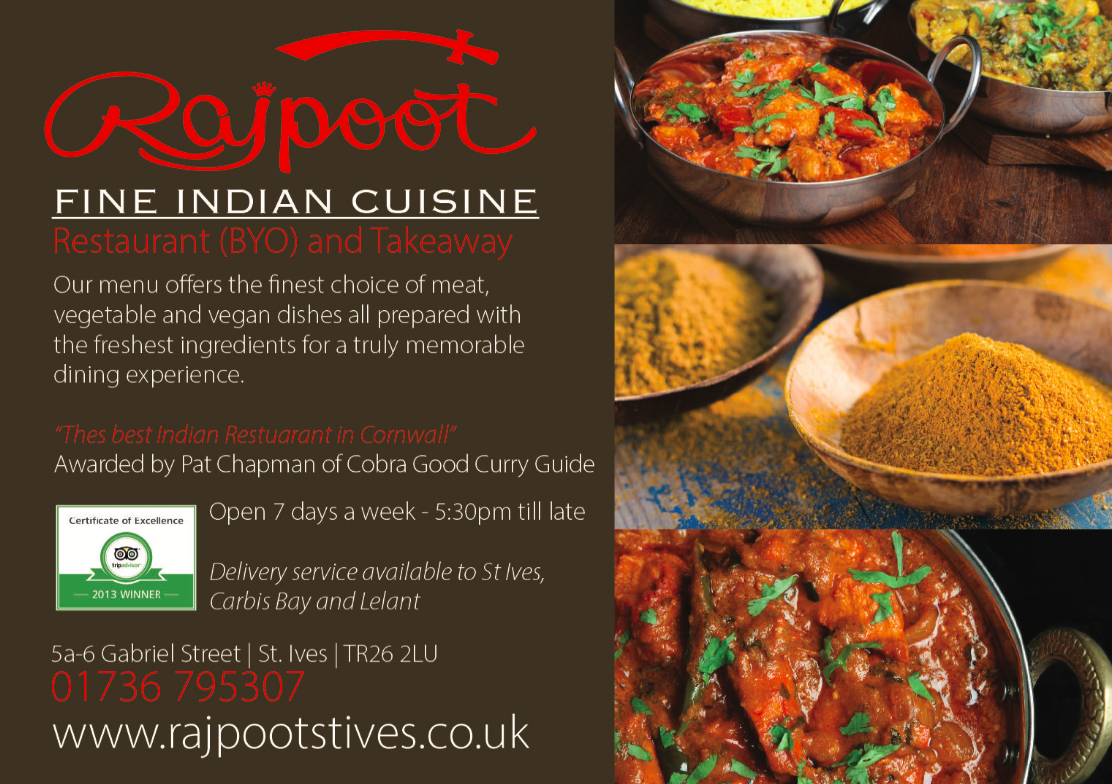 Rajpoot
FINE INDIAN CUISINE
Restaurant (BYO) and Takeaway
Our menu offers the finest choice of meat,
vegetable and vegan dishes all prepared with
the freshest ingredients for a truly memorable
dining experience.
“Thes best Indian Restuarant in Cornwall”
Awarded by Pat Chapman of Cobra Good Curry Guide
Certificate of Excellence
tripadvisor
2013 WINNER
Open 7 days a week - 5:30pm till late
Delivery service available to St Ives,
Carbis Bay and Lelant
5a-6 Gabriel Street | St. Ives | TR26 2LU
01736 795307
www.rajpootstives.co.uk